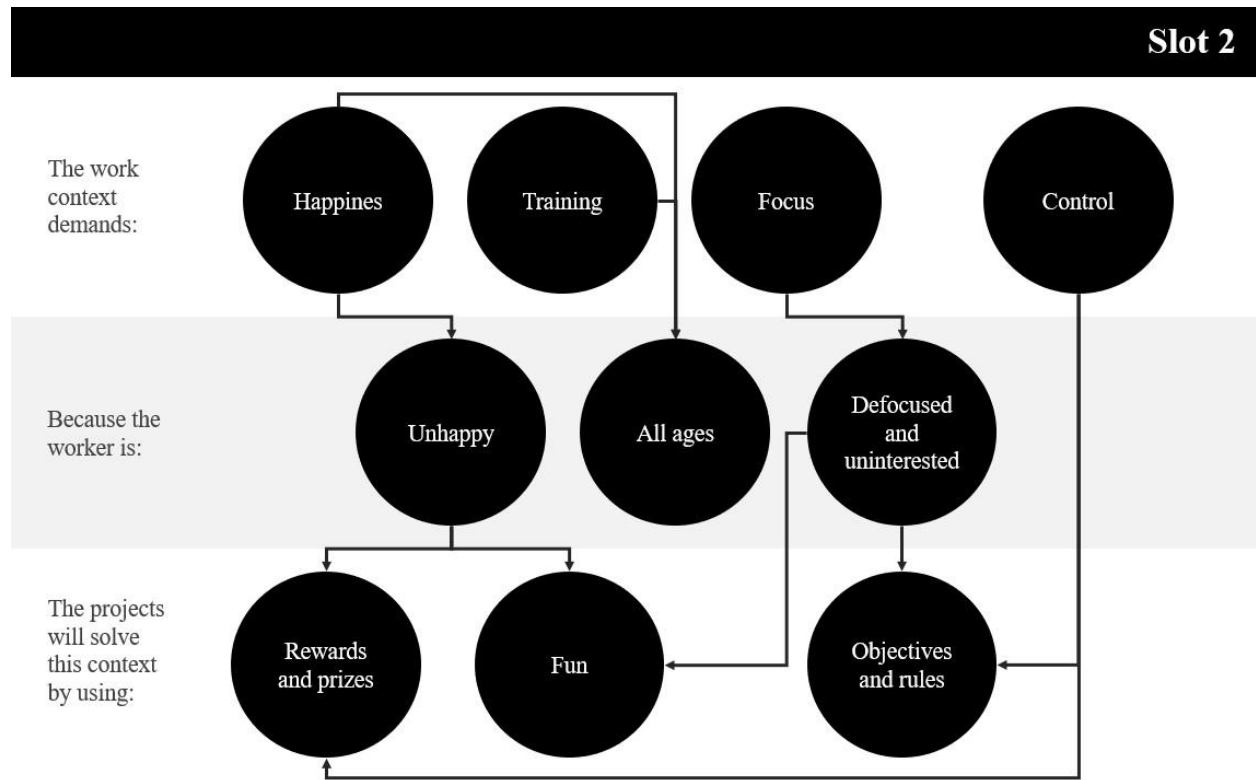 Slot 2
The work
context
demands:
Happines
Training
Focus
Control
Because the
worker is:
Unhappy
All ages
Defocused
and
uninterested
The projects
will solve
this context
by using:
Rewards
and prizes
Fun
Objectives
and rules